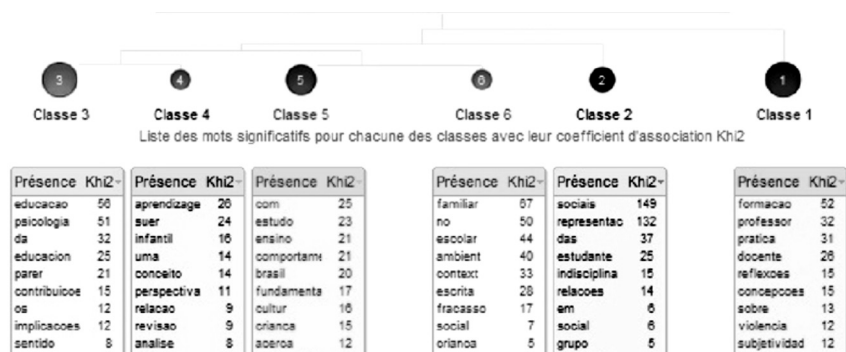 3 4 5 6 2 1
Classe 3 Classe 4 Classe 5 Classe 6 Classe 2 Classe 1
Liste des mots significatifs pour chacune des classes avec leur coefficient d'association Khi2
Présence Khi2 Présence Khi2 Présence Khi2 Présence Khi2 Présence Khi2 Présence Khi2
educacao 56 aprendizage 26 com 25 familiar 67 sociais 149 formacao 52
psicologia 51 suer 24 estudo 23 no 50 representac 132 professor 32
da 32 infantil 16 ensino 21 escolar 44 das 37 pratica 31
educacion 25 uma 14 comportame 21 ambient 40 estudante 25 docente 26
parer 21 conceito 14 brasil 20 context 33 indisciplina 15 reflexoes 15
contribuicoe 15 perspectiva 11 fundamenta 17 escrita 28 relacoes 14 concepcoes 15
os 12 relacao 9 cultur 16 fracasso 17 em 6 sobre 13
implicacoes 12 revisao 9 crianca 15 social 7 social 6 violencia 12
sentido 8 analise 8 acerca 12 crianca 5 grupo 5 subjetividad 12